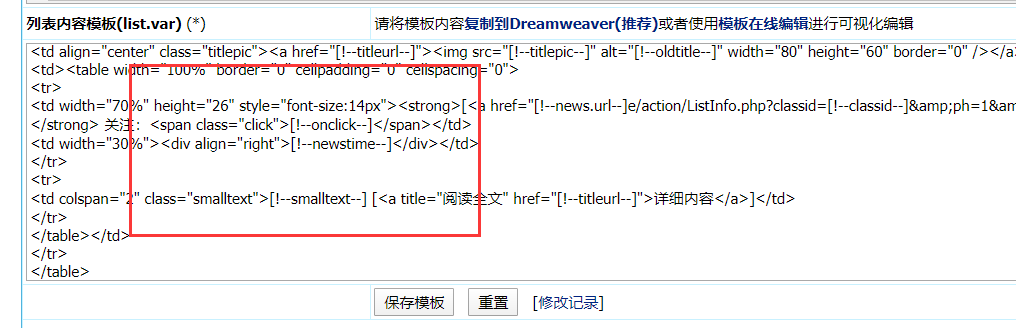 列表内容模板(list.var) (*)
请将模板内容复制到Dreamweaver(推荐)或者使用模板在线编辑进行可视化编辑
<td align="center" class="titlepic"><a href="[!--titleurl--]"><img src="[!--titlepic--]" alt="[!--oldtitle--]" width="80" height="60" border="0" /></a>
<td><table width="100%" border="0" cellpadding="0" cellspacing="0">
<tr>
<td width="70%" height="26" style="font-size:14px"><strong>[<a href="[!--news.url--]e/action/ListInfo.php?classid=[!--classid--]&amp;ph=1&am
</strong> 关注：<span class="click">[!--onclick--]</span></td>
<td width="30%"><div align="right">[!--newstime--]</div></td>
</tr>
<tr>
<td colspan="2" class="smalltext">[!--smalltext--] [<a title="阅读全文" href="[!--titleurl--]">详细内容</a>]</td>
</tr>
</table></td>
</tr>
</table>
保存模板 重置 [修改记录]